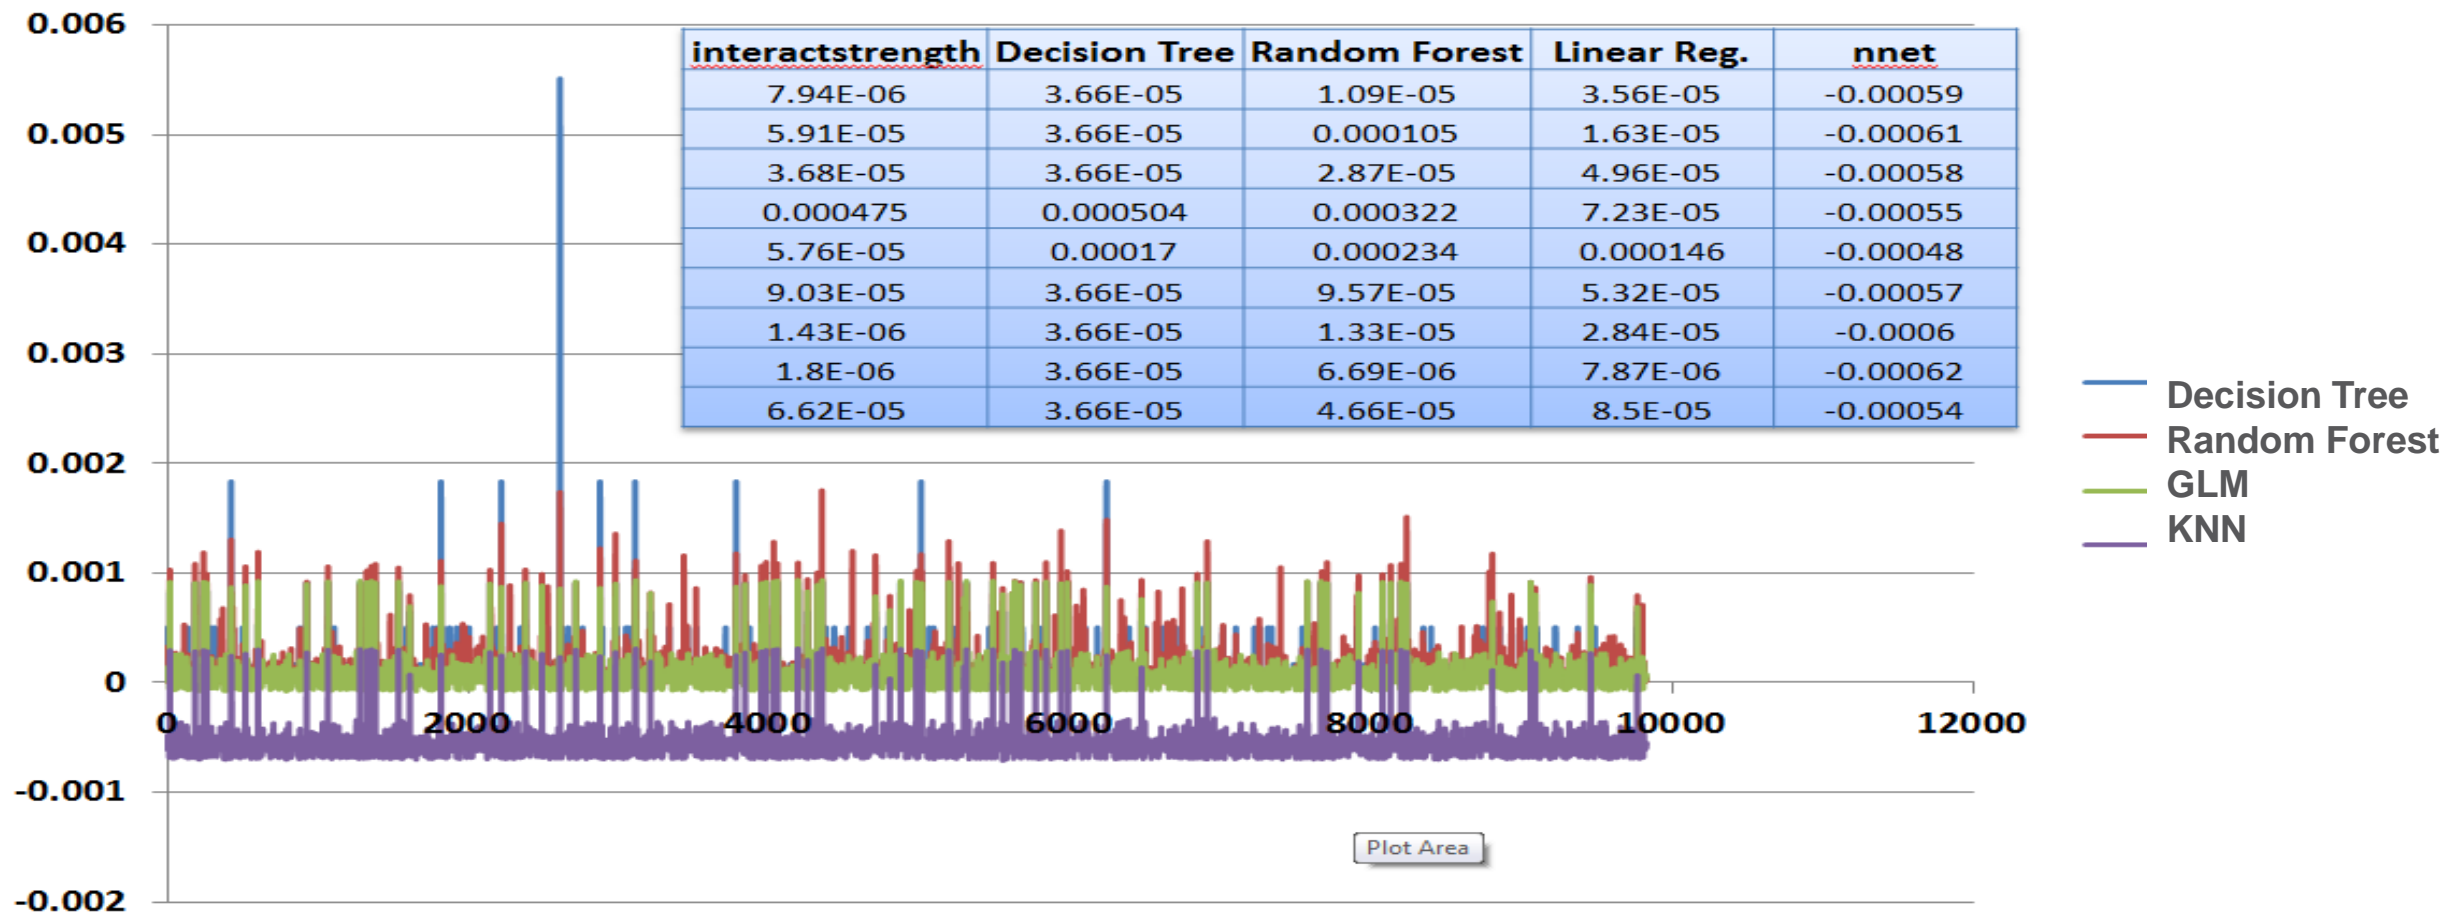 0.006
0.005
0.004
0.003
0.002
0.001
0
-0.001
-0.002
interactstrength Decision Tree Random Forest Linear Reg. nnet
7.94E-06 3.66E-05 1.09E-05 3.56E-05 -0.00059
5.91E-05 3.66E-05 0.000105 1.63E-05 -0.00061
3.68E-05 3.66E-05 2.87E-05 4.96E-05 -0.00058
0.000475 0.000504 0.000322 7.23E-05 -0.00055
5.76E-05 0.00017 0.000234 0.000146 -0.00048
9.03E-05 3.66E-05 9.57E-05 5.32E-05 -0.00057
1.43E-06 3.66E-05 1.33E-05 2.84E-05 -0.0006
1.8E-06 3.66E-05 6.69E-06 7.87E-06 -0.00062
6.62E-05 3.66E-05 4.66E-05 8.5E-05 -0.00054
0 2000 4000 6000 8000 10000 12000
Plot Area
Decision Tree
Random Forest
GLM
KNN